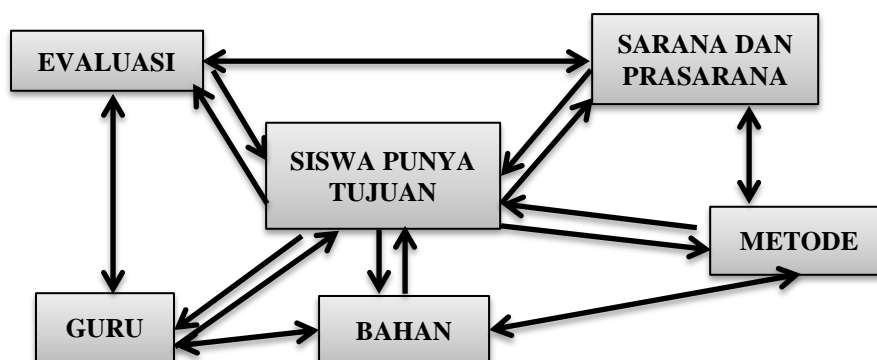 EVALUASI
SARANA DAN
PRASARANA
SISWA PUNYA
TUJUAN
METODE
GURU
BAHAN